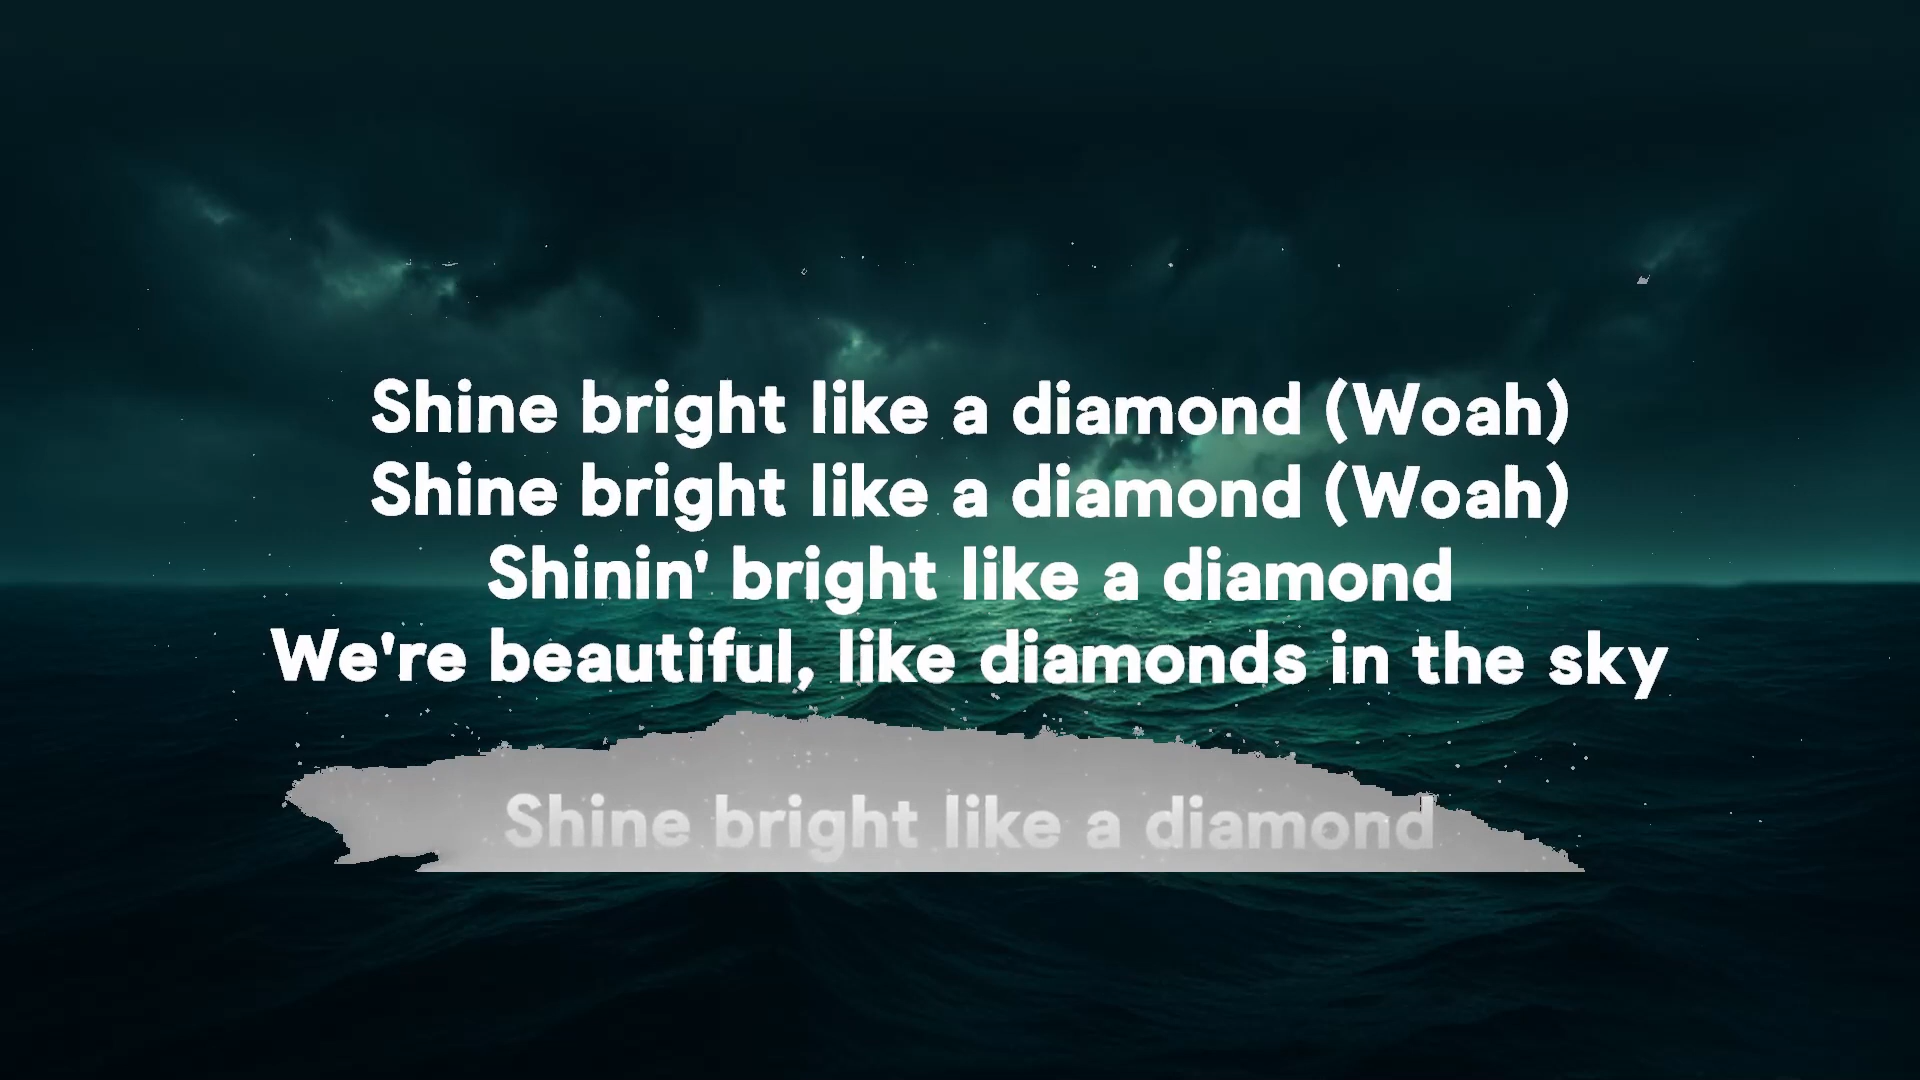 Shine bright like a diamond (Woah)
Shine bright like a diamond (Woah)
Shinin' bright like a diamond
We're beautiful, like diamonds in the sky
Shine bright like a diamond